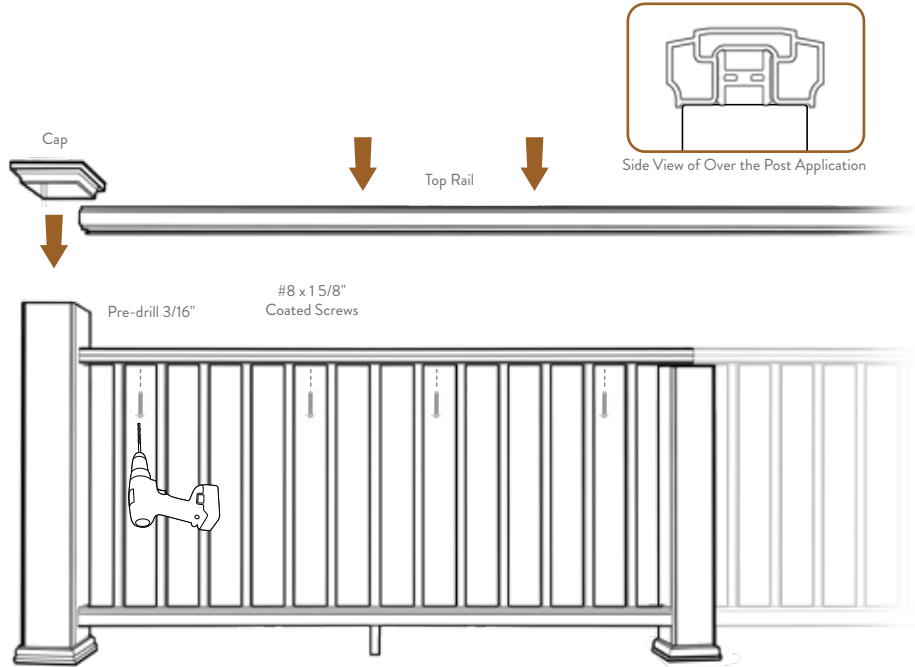 Cap
Top Rail
Side View of Over the Post Application
Pre-drill 3/16"
#8 x 1 5/8"
Coated Screws